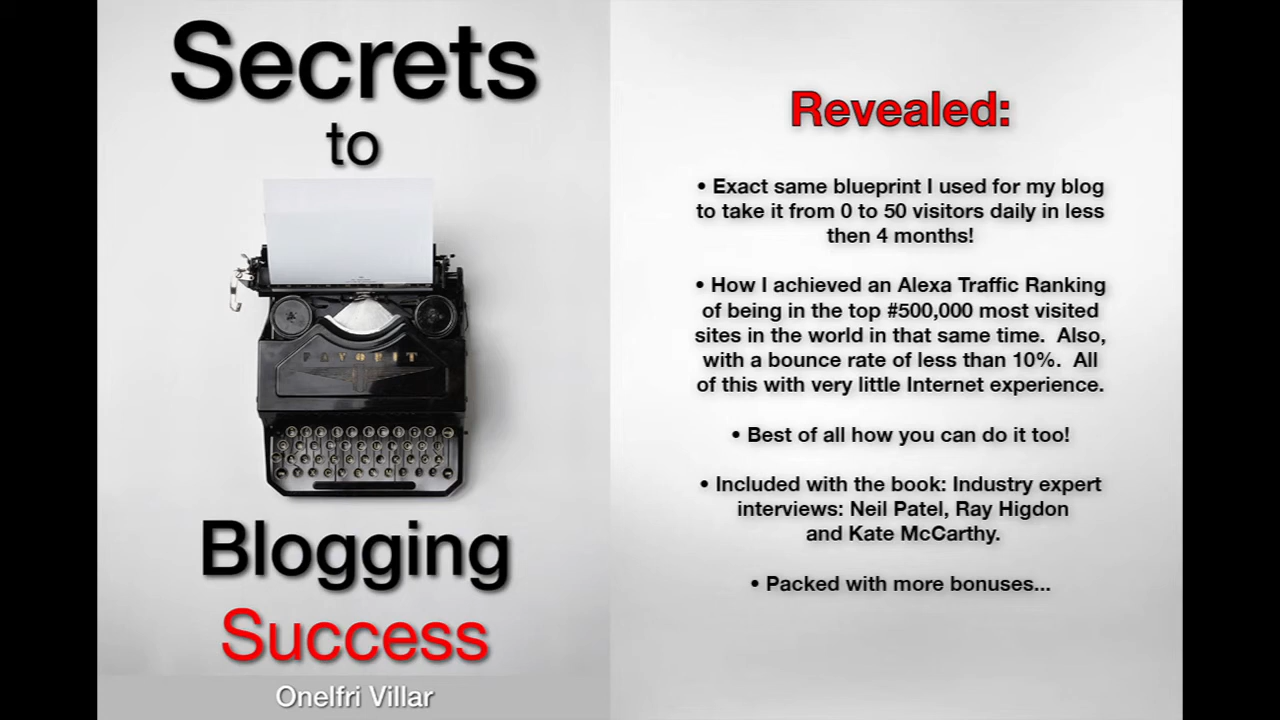 Secrets
to
FAVORIT
Blogging
Success
Onelfri Villar
Revealed:
• Exact same blueprint I used for my blog
to take it from 0 to 50 visitors daily in less
then 4 months!
• How I achieved an Alexa Traffic Ranking
of being in the top #500,000 most visited
sites in the world in that same time.  Also,
with a bounce rate of less than 10%.  All
of this with very little Internet experience.
• Best of all how you can do it too!
• Included with the book: Industry expert
interviews: Neil Patel, Ray Higdon
and Kate McCarthy.
• Packed with more bonuses...